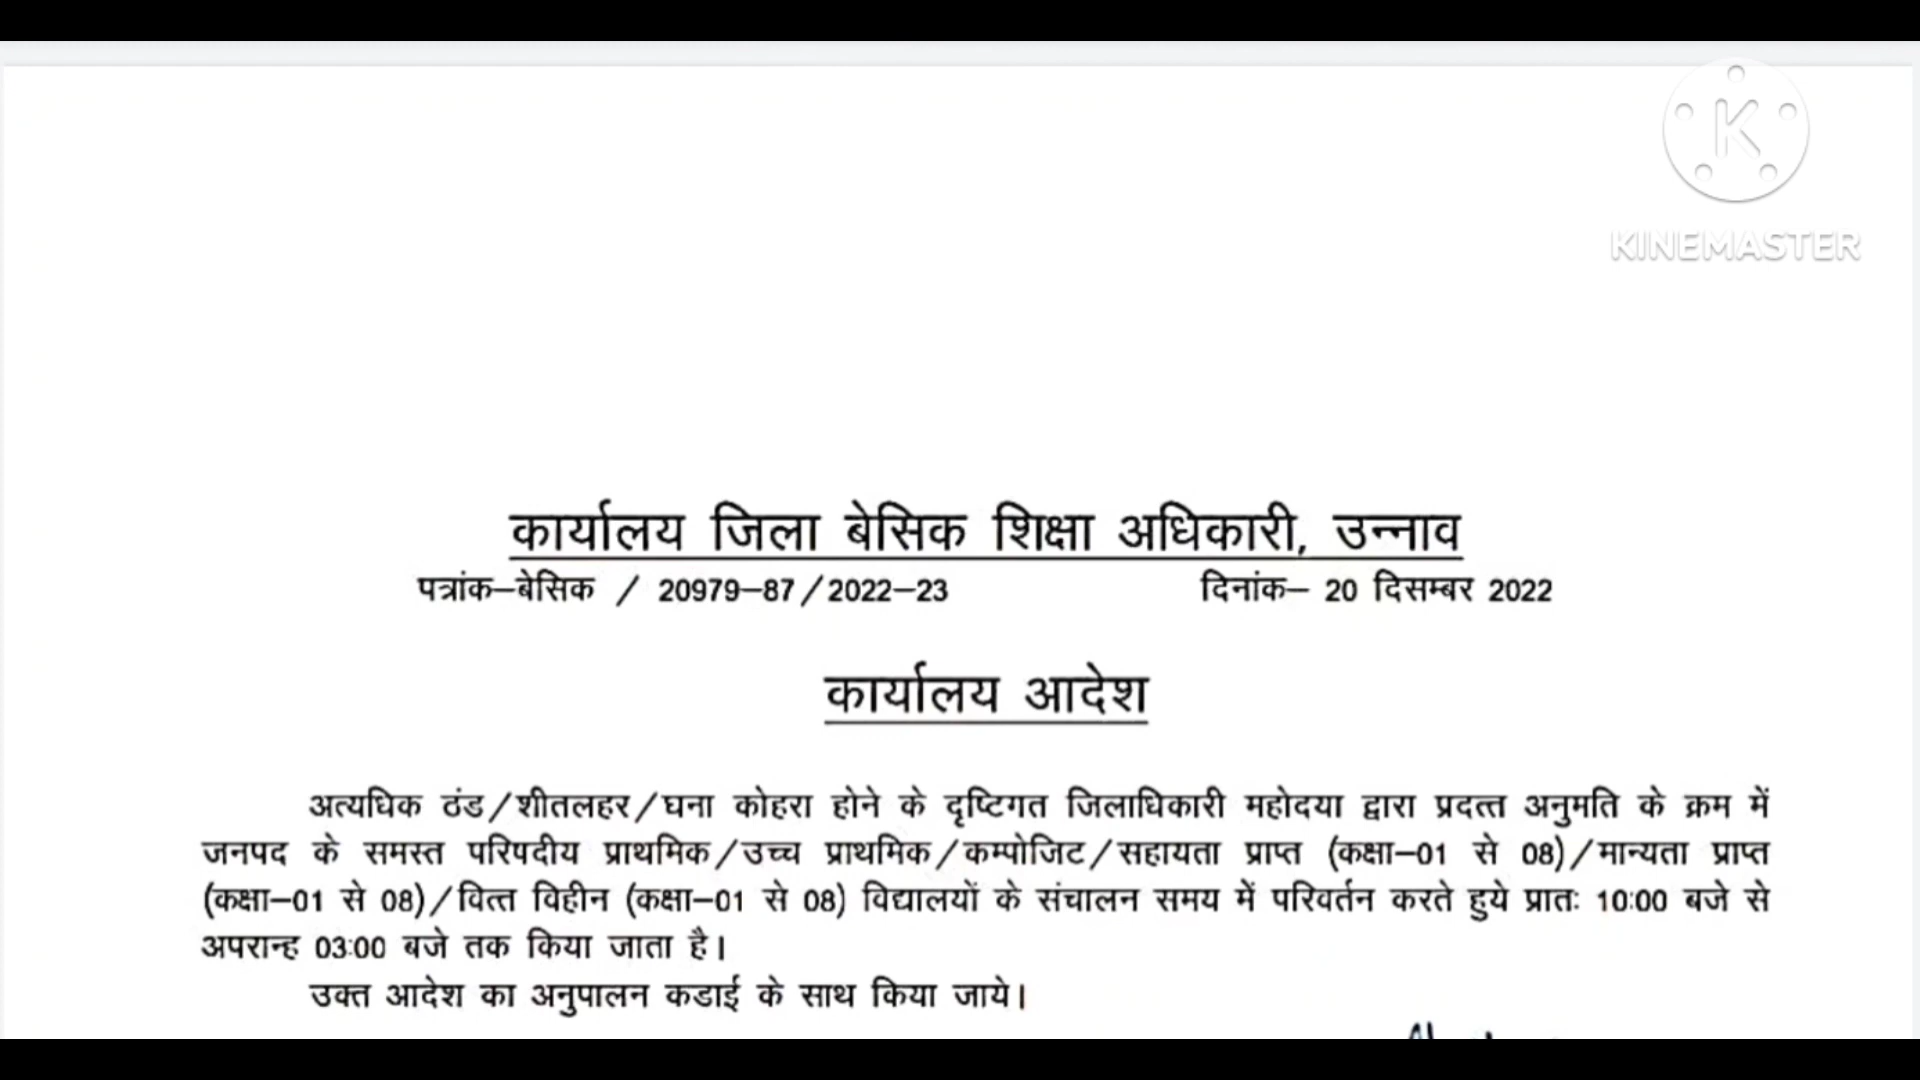 KINEMASTER
कार्यालय जिला बेसिक शिक्षा अधिकारी, उन्नाव
पत्रांक–बेसिक / 20979–87/2022–23 दिनांक– 20 दिसम्बर 2022
कार्यालय आदेश
अत्यधिक ठंड/शीतलहर/घना कोहरा होने के दृष्टिगत जिलाधिकारी महोदया द्वारा प्रदत्त अनुमति के क्रम में
जनपद के समस्त परिषदीय प्राथमिक/उच्च प्राथमिक/कम्पोजिट/सहायता प्राप्त (कक्षा–01 से 08)/मान्यता प्राप्त
(कक्षा–01 से 08)/वित्त विहीन (कक्षा–01 से 08) विद्यालयों के संचालन समय में परिवर्तन करते हुये प्रातः 10:00 बजे से
अपरान्ह 03:00 बजे तक किया जाता है।
उक्त आदेश का अनुपालन कडाई के साथ किया जाये।